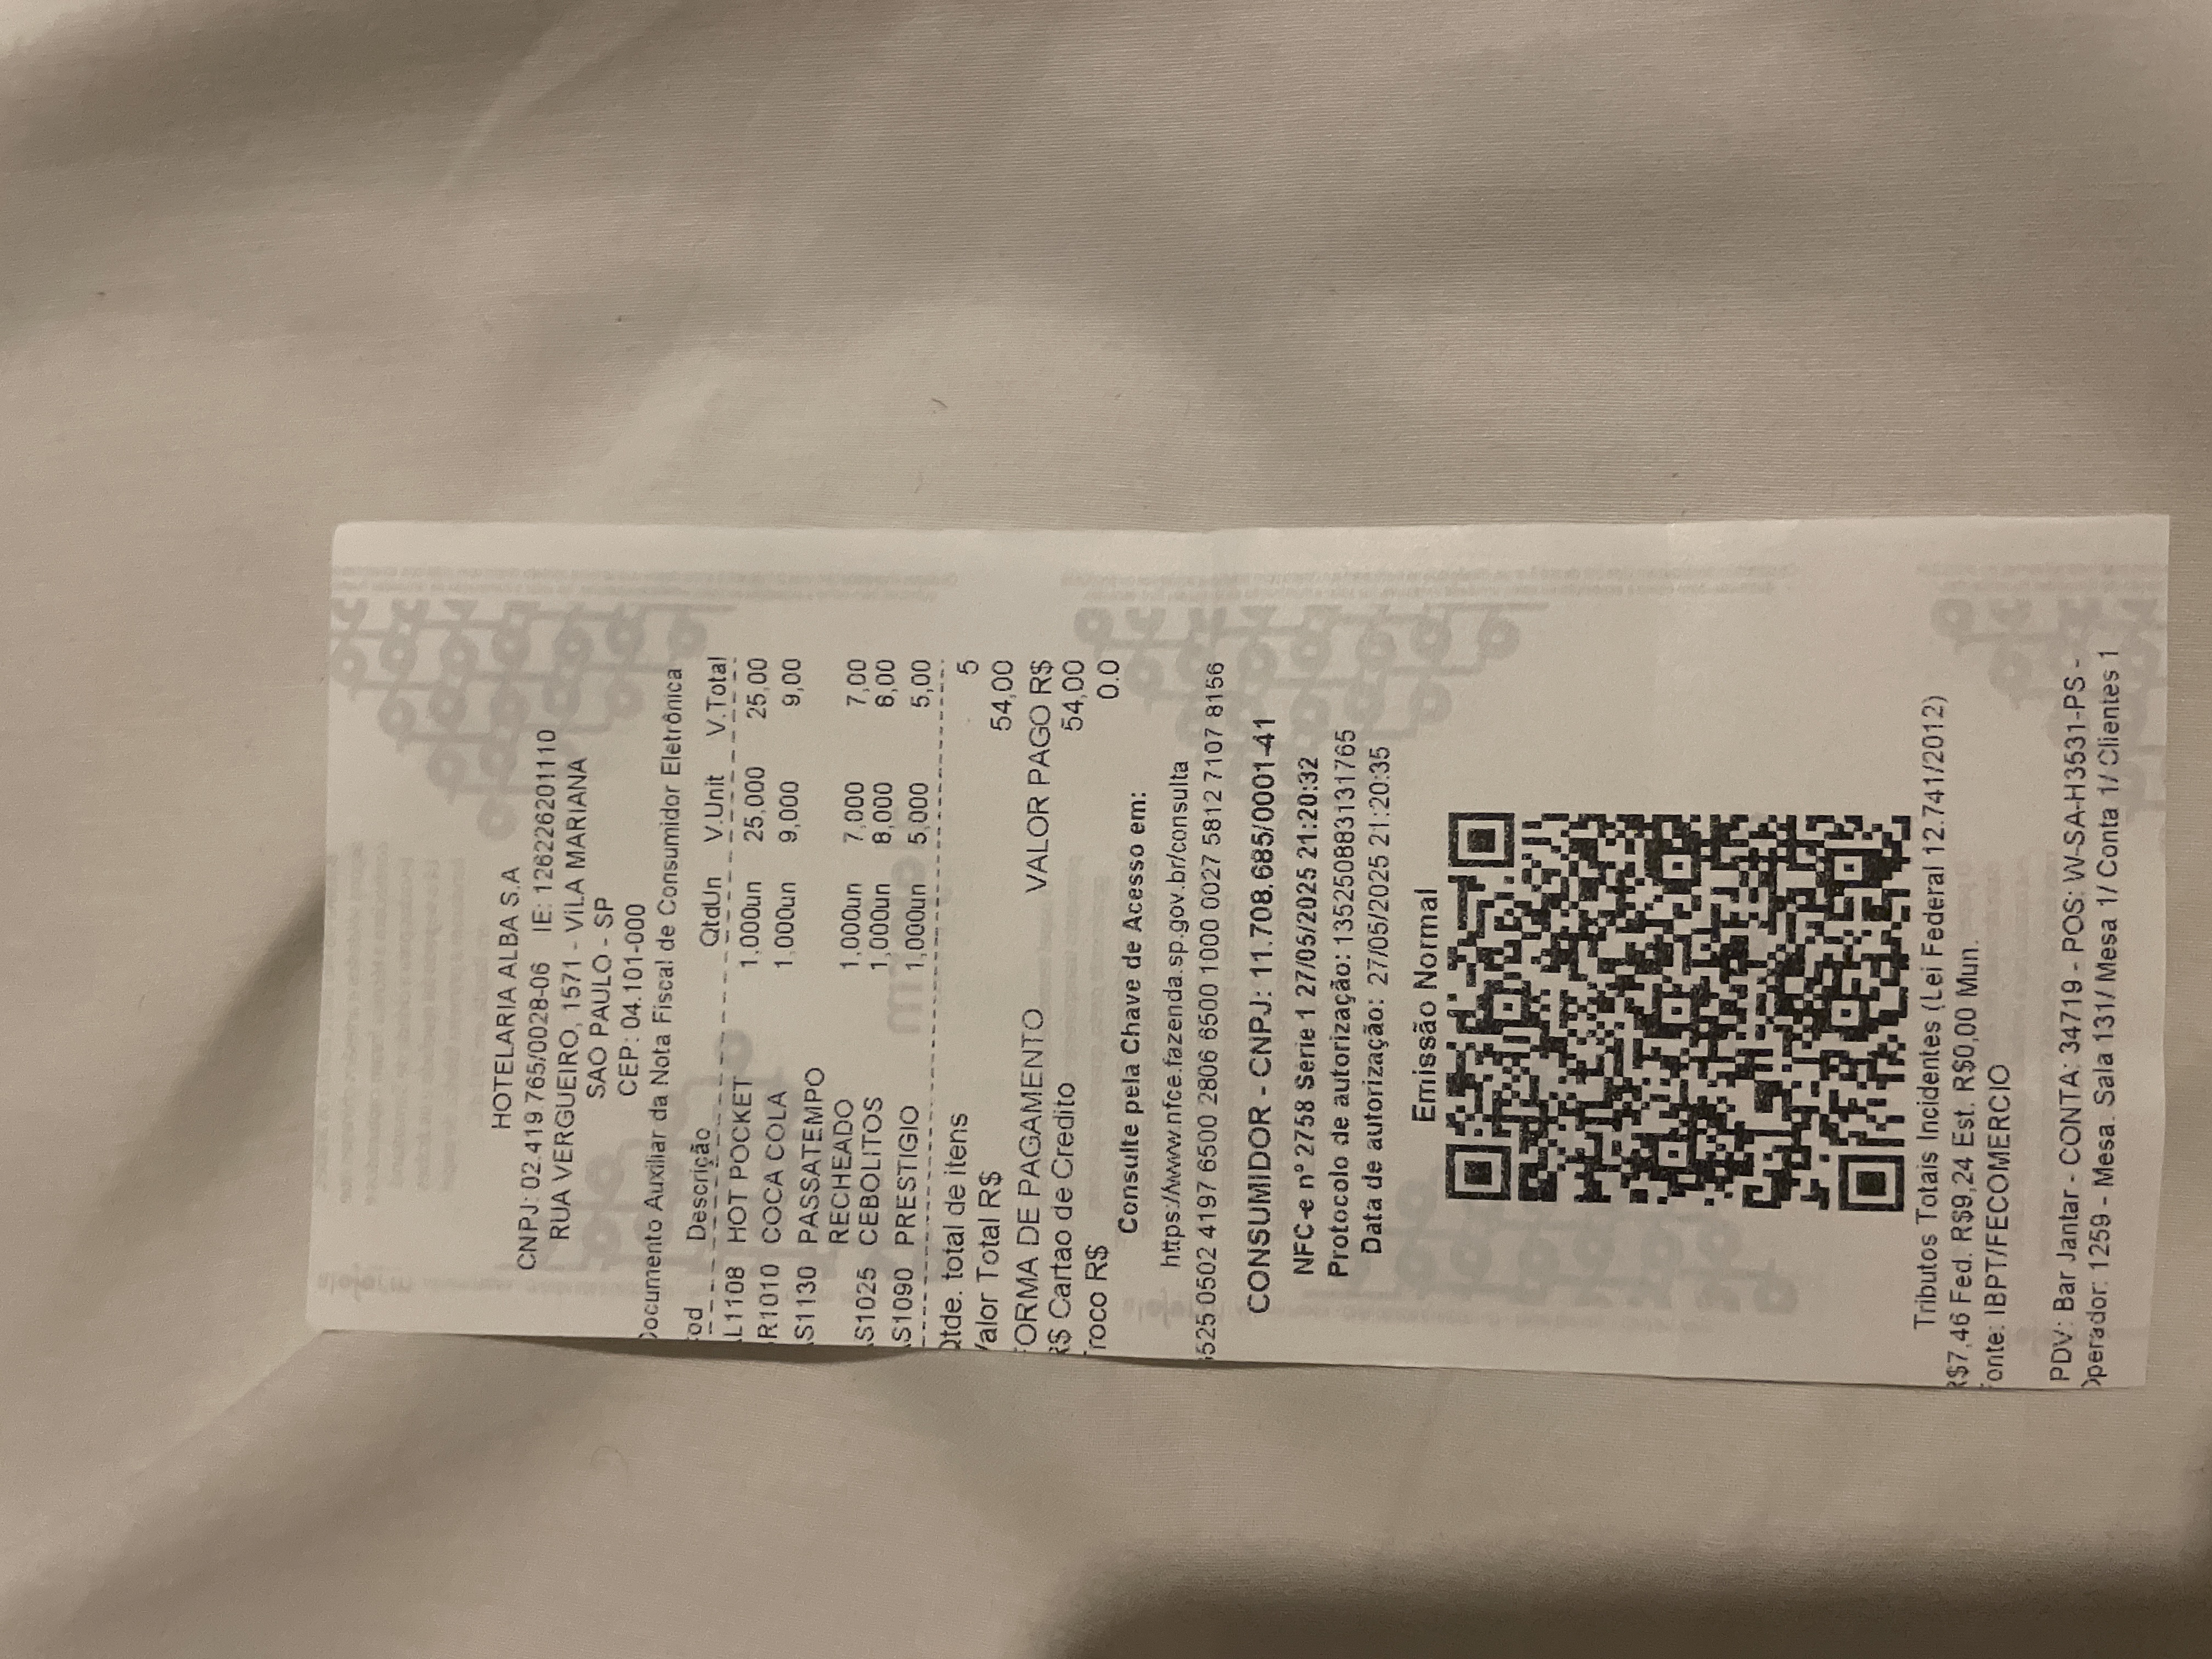 HOTELARIA ALBA S.A
CNPJ: 02.419 765/0028-06 IE: 126226201110
RUA VERGUEIRO, 1571 - VILA MARIANA
SAO PAULO - SP
CEP: 04.101-000
Documento Auxiliar da Nota Fiscal de Consumidor Eletrônica
od Descrição QtdUn V.Unit V.Total
L1108 HOT POCKET 1,000un 25,000 25,00
R1010 COCA COLA 1,000un 9,000 9,00
S1130 PASSATEMPO
RECHEADO 1,000un 7,000 7,00
S1025 CEBOLITOS 1,000un 8,000 8,00
S1090 PRESTIGIO 1,000un 5,000 5,00
Qtde. total de itens 5
Valor Total R$ 54,00
FORMA DE PAGAMENTO VALOR PAGO R$
R$ Cartao de Credito 54,00
Troco R$ 0.0
Consulte pela Chave de Acesso em:
https://www.nfce.fazenda.sp.gov.br/consulta
525 0502 4197 6500 2806 6500 1000 0027 5812 7107 8156
CONSUMIDOR - CNPJ: 11.708.685/0001-41
NFC-e nº 2758 Serie 1 27/05/2025 21:20:32
Protocolo de autorização: 135250883131765
Data de autorização: 27/05/2025 21:20:35
Emissão Normal
Tributos Totais Incidentes (Lei Federal 12.741/2012)
R$7,46 Fed. R$9,24 Est. R$0,00 Mun.
Fonte: IBPT/FECOMERCIO
PDV: Bar Jantar - CONTA: 34719 - POS: W-SA-H3531-PS -
Operador: 1259 - Mesa. Sala 131/ Mesa 1/ Conta 1/ Clientes 1